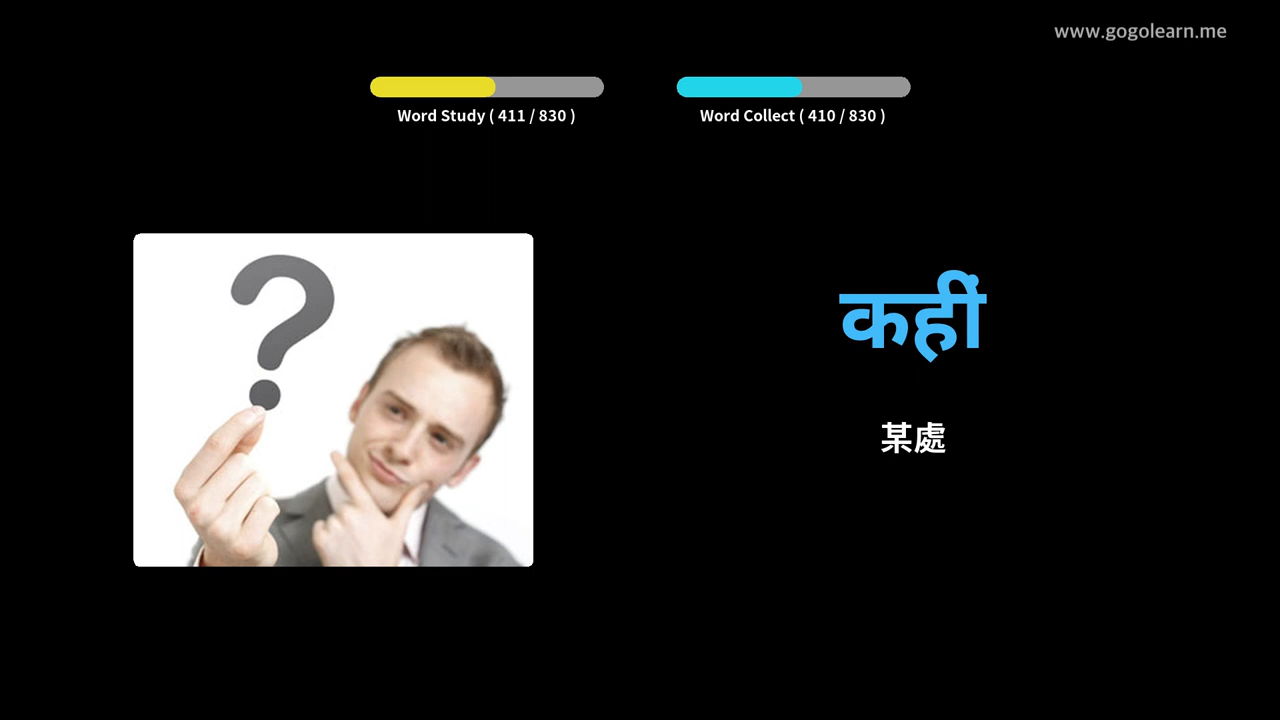 www.gogolearn.me
Word Study ( 411 / 830 )
Word Collect ( 410 / 830 )
?
कहीं
某處